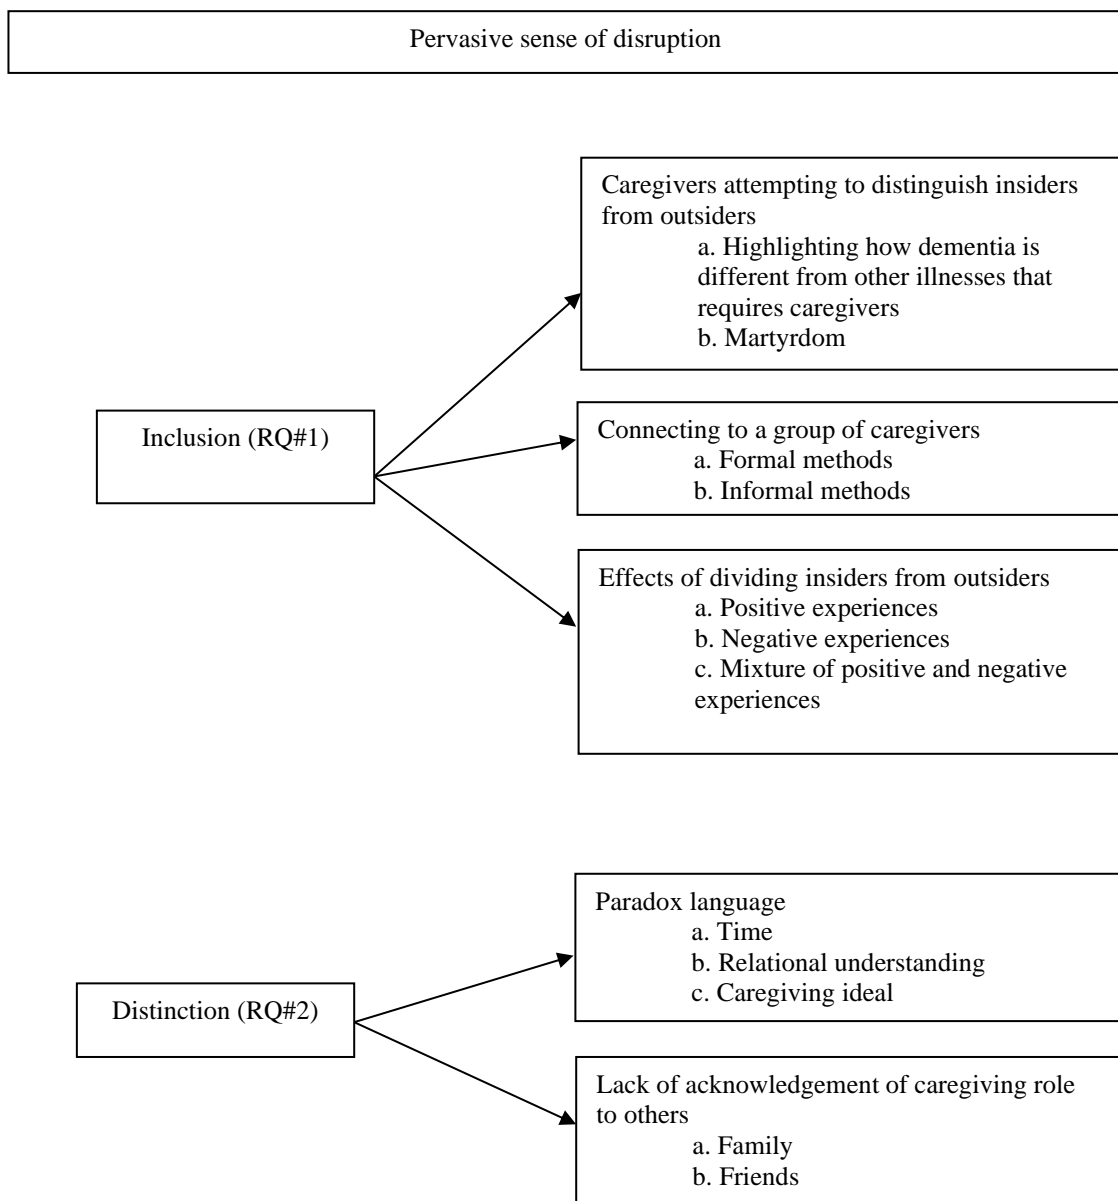 Pervasive sense of disruption
Caregivers attempting to distinguish insiders
from outsiders
a. Highlighting how dementia is
different from other illnesses that
requires caregivers
b. Martyrdom
Inclusion (RQ#1)
Connecting to a group of caregivers
a. Formal methods
b. Informal methods
Effects of dividing insiders from outsiders
a. Positive experiences
b. Negative experiences
c. Mixture of positive and negative
experiences
Paradox language
a. Time
b. Relational understanding
c. Caregiving ideal
Distinction (RQ#2)
Lack of acknowledgement of caregiving role
to others
a. Family
b. Friends